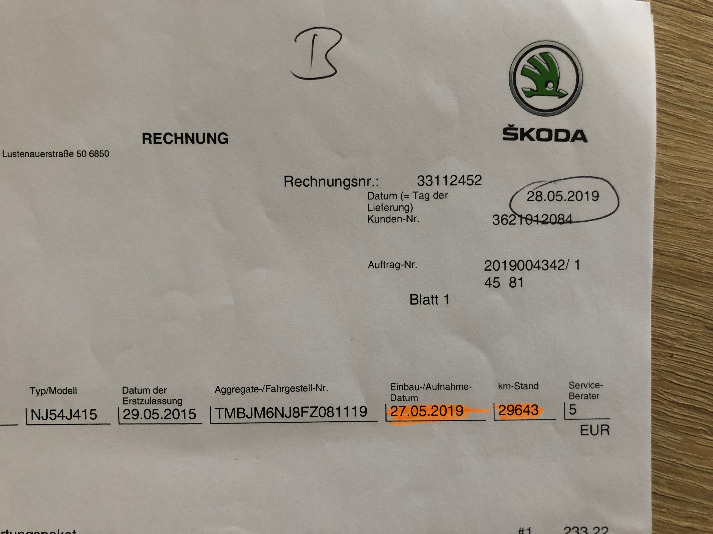 B
ŠKODA
RECHNUNG
Lustenauerstraße 50 6850
Rechnungsnr.: 33112452
Datum (= Tag der
Lieferung) 28.05.2019
Kunden-Nr. 3621012084
Auftrag-Nr. 2019004342/ 1
45 81
Blatt 1
Typ/Modell Datum der Erstzulassung Aggregate-/Fahrgestell-Nr. Einbau-/Aufnahme-Datum km-Stand Service-Berater
NJ54J415 29.05.2015 TMBJM6NJ8FZ081119 27.05.2019 29643 5
EUR
#1 233,22